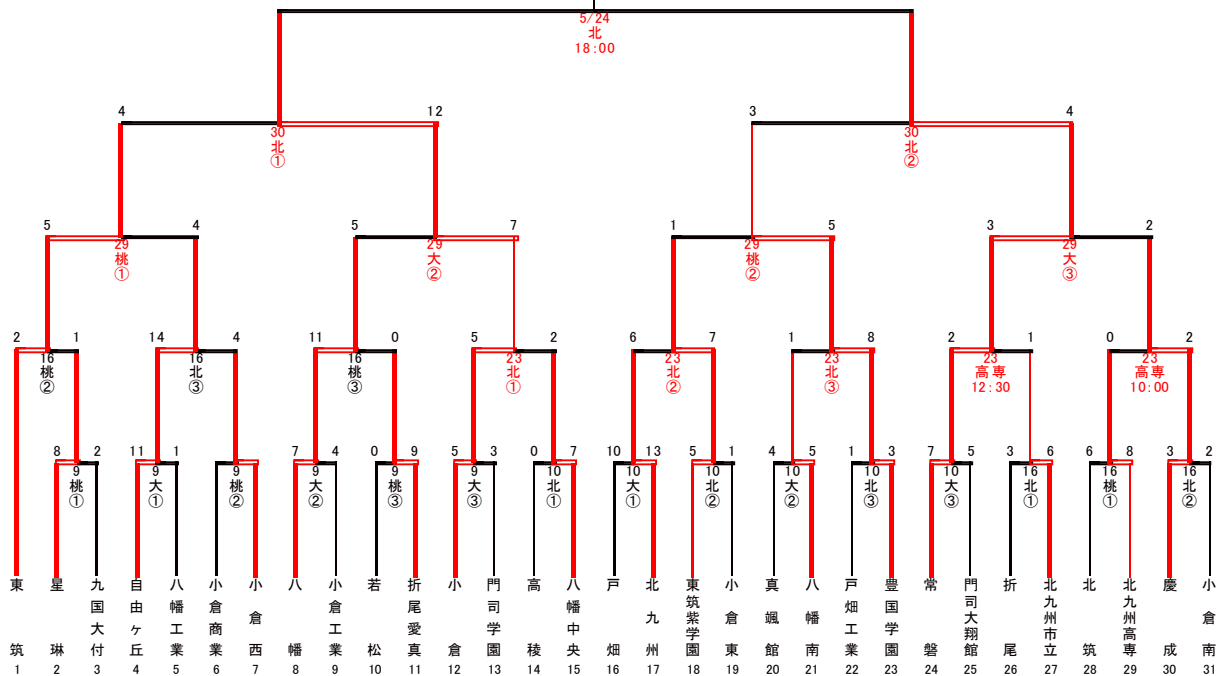 5/24
北
18:00
4 12 3 4
30 30
北 北
① ②
5 4 5 7 1 5 3 2
29 29 29 29
桃 大 桃 大
① ② ② ③
2 1 14 4 11 0 5 2 6 7 1 8 2 1 0 2
16 16 16 23 23 23 23 23
桃 北 桃 北 北 北 高専 高専
② ③ ③ ① ② ③ 12:30 10:00
8 2 11 1 7 4 0 9 5 3 0 7 10 13 5 1 4 5 1 3 7 5 3 6 6 8 3 2
9 9 9 9 9 9 10 10 10 10 10 10 16 16 16
桃 大 桃 大 桃 大 北 大 北 大 北 大 北 桃 北
① ① ② ② ③ ③ ① ① ② ② ③ ③ ① ① ②
東筑 1
星琳 2
九国大付 3
自由ヶ丘 4
八幡工業 5
小倉商業 6
小倉西 7
八幡 8
小倉工業 9
若松 10
折尾愛真 11
小倉 12
門司学園 13
高稜 14
八幡中央 15
戸畑 16
北九州 17
東筑紫学園 18
小倉東 19
真颯館 20
八幡南 21
戸畑工業 22
豊国学園 23
常磐 24
門司大翔館 25
折尾 26
北九州市立 27
北筑 28
北九州高専 29
慶成 30
小倉南 31